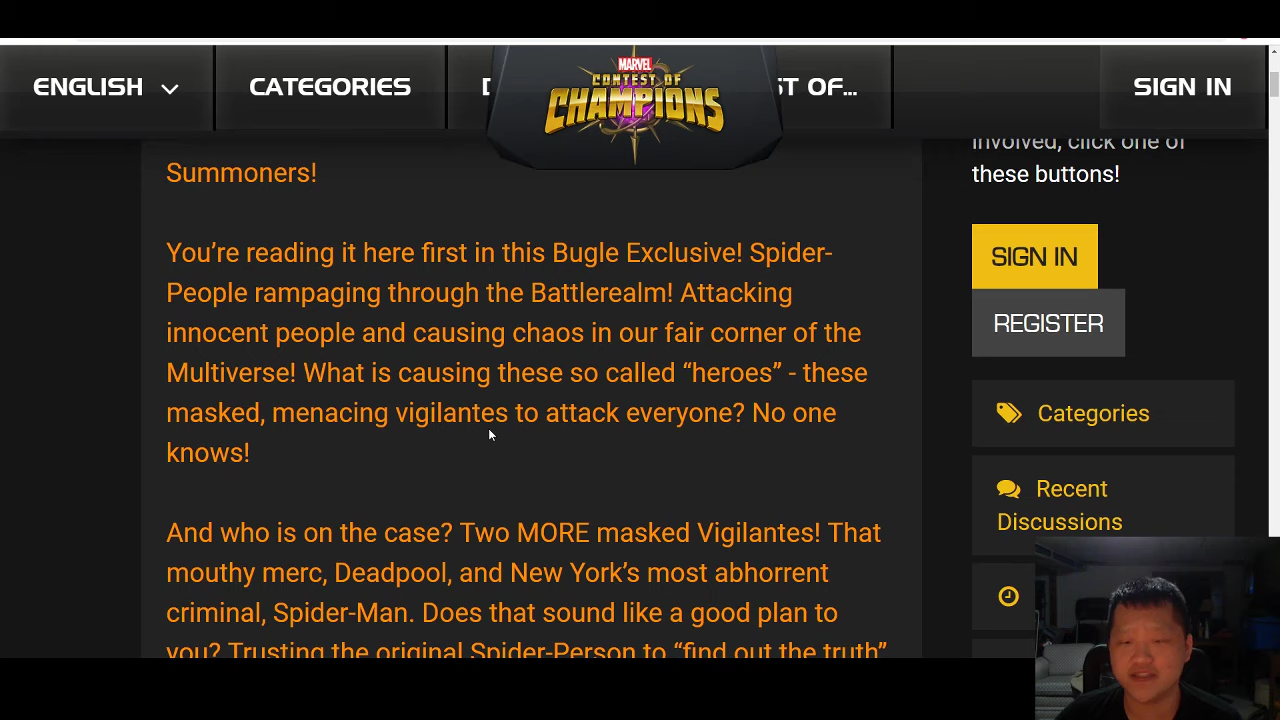 ENGLISH
CATEGORIES
MARVEL
CONTEST OF
CHAMPIONS
ST OF...
SIGN IN
Summoners!
You’re reading it here first in this Bugle Exclusive! Spider-
People rampaging through the Battlerealm! Attacking
innocent people and causing chaos in our fair corner of the
Multiverse! What is causing these so called “heroes” - these
masked, menacing vigilantes to attack everyone? No one
knows!
And who is on the case? Two MORE masked Vigilantes! That
mouthy merc, Deadpool, and New York’s most abhorrent
criminal, Spider-Man. Does that sound like a good plan to
you? Trusting the original Spider-Person to “find out the truth”
involved, click one of
these buttons!
SIGN IN
REGISTER
Categories
Recent
Discussions